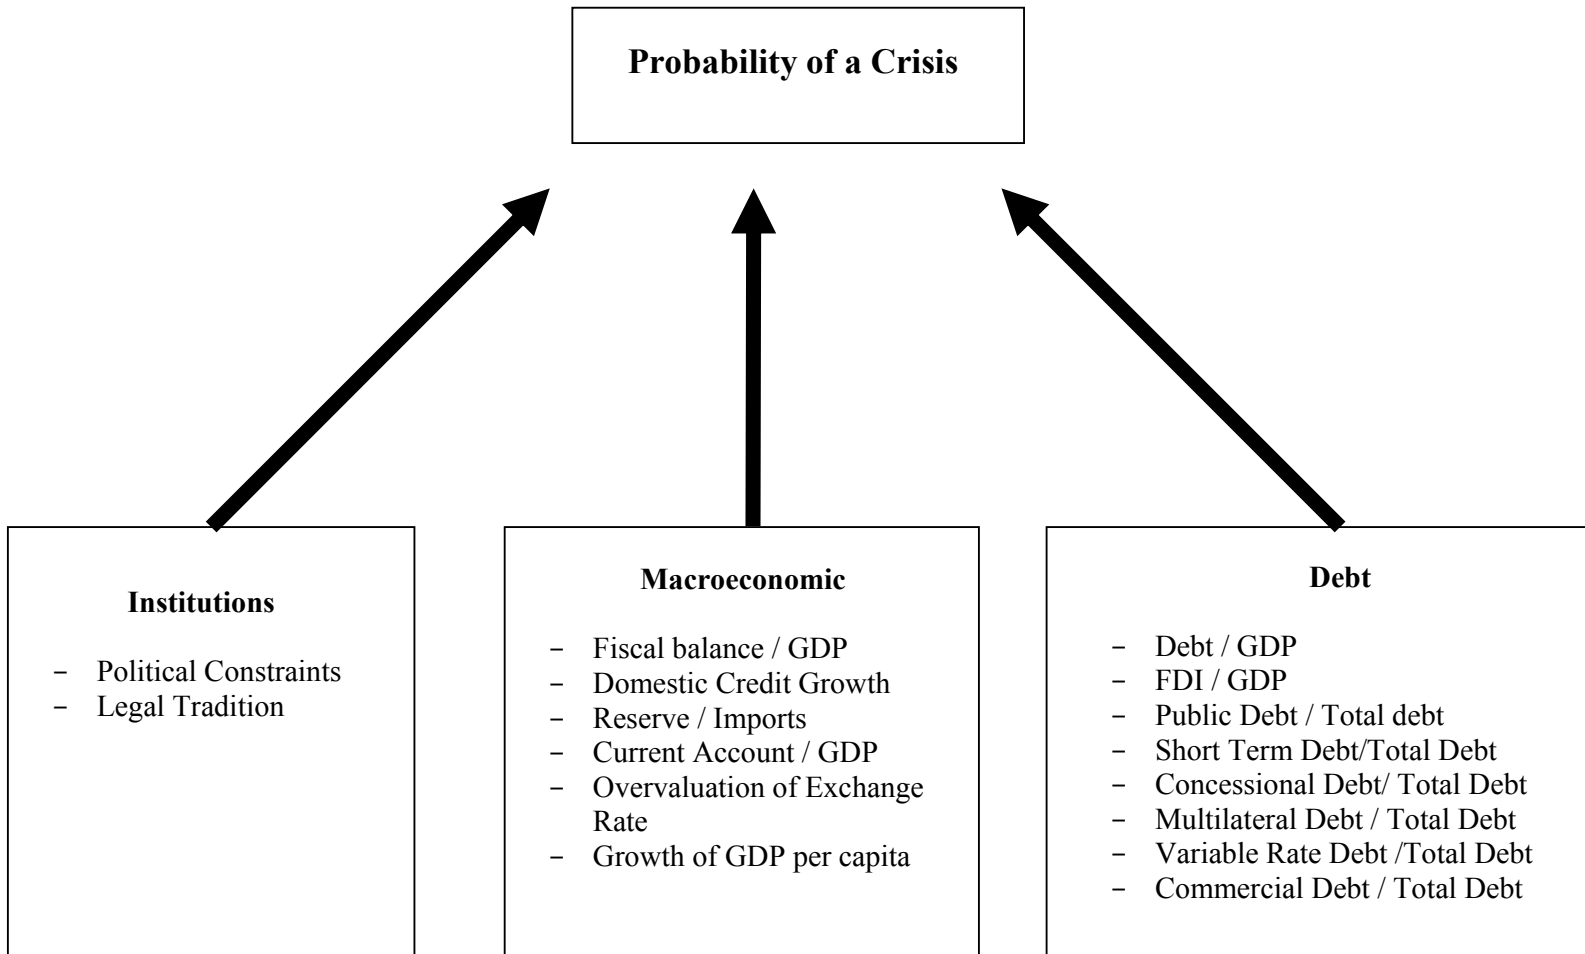 Probability of a Crisis
Institutions
– Political Constraints
– Legal Tradition
Macroeconomic
– Fiscal balance / GDP
– Domestic Credit Growth
– Reserve / Imports
– Current Account / GDP
– Overvaluation of Exchange
Rate
– Growth of GDP per capita
Debt
– Debt / GDP
– FDI / GDP
– Public Debt / Total debt
– Short Term Debt/Total Debt
– Concessional Debt/ Total Debt
– Multilateral Debt / Total Debt
– Variable Rate Debt /Total Debt
– Commercial Debt / Total Debt